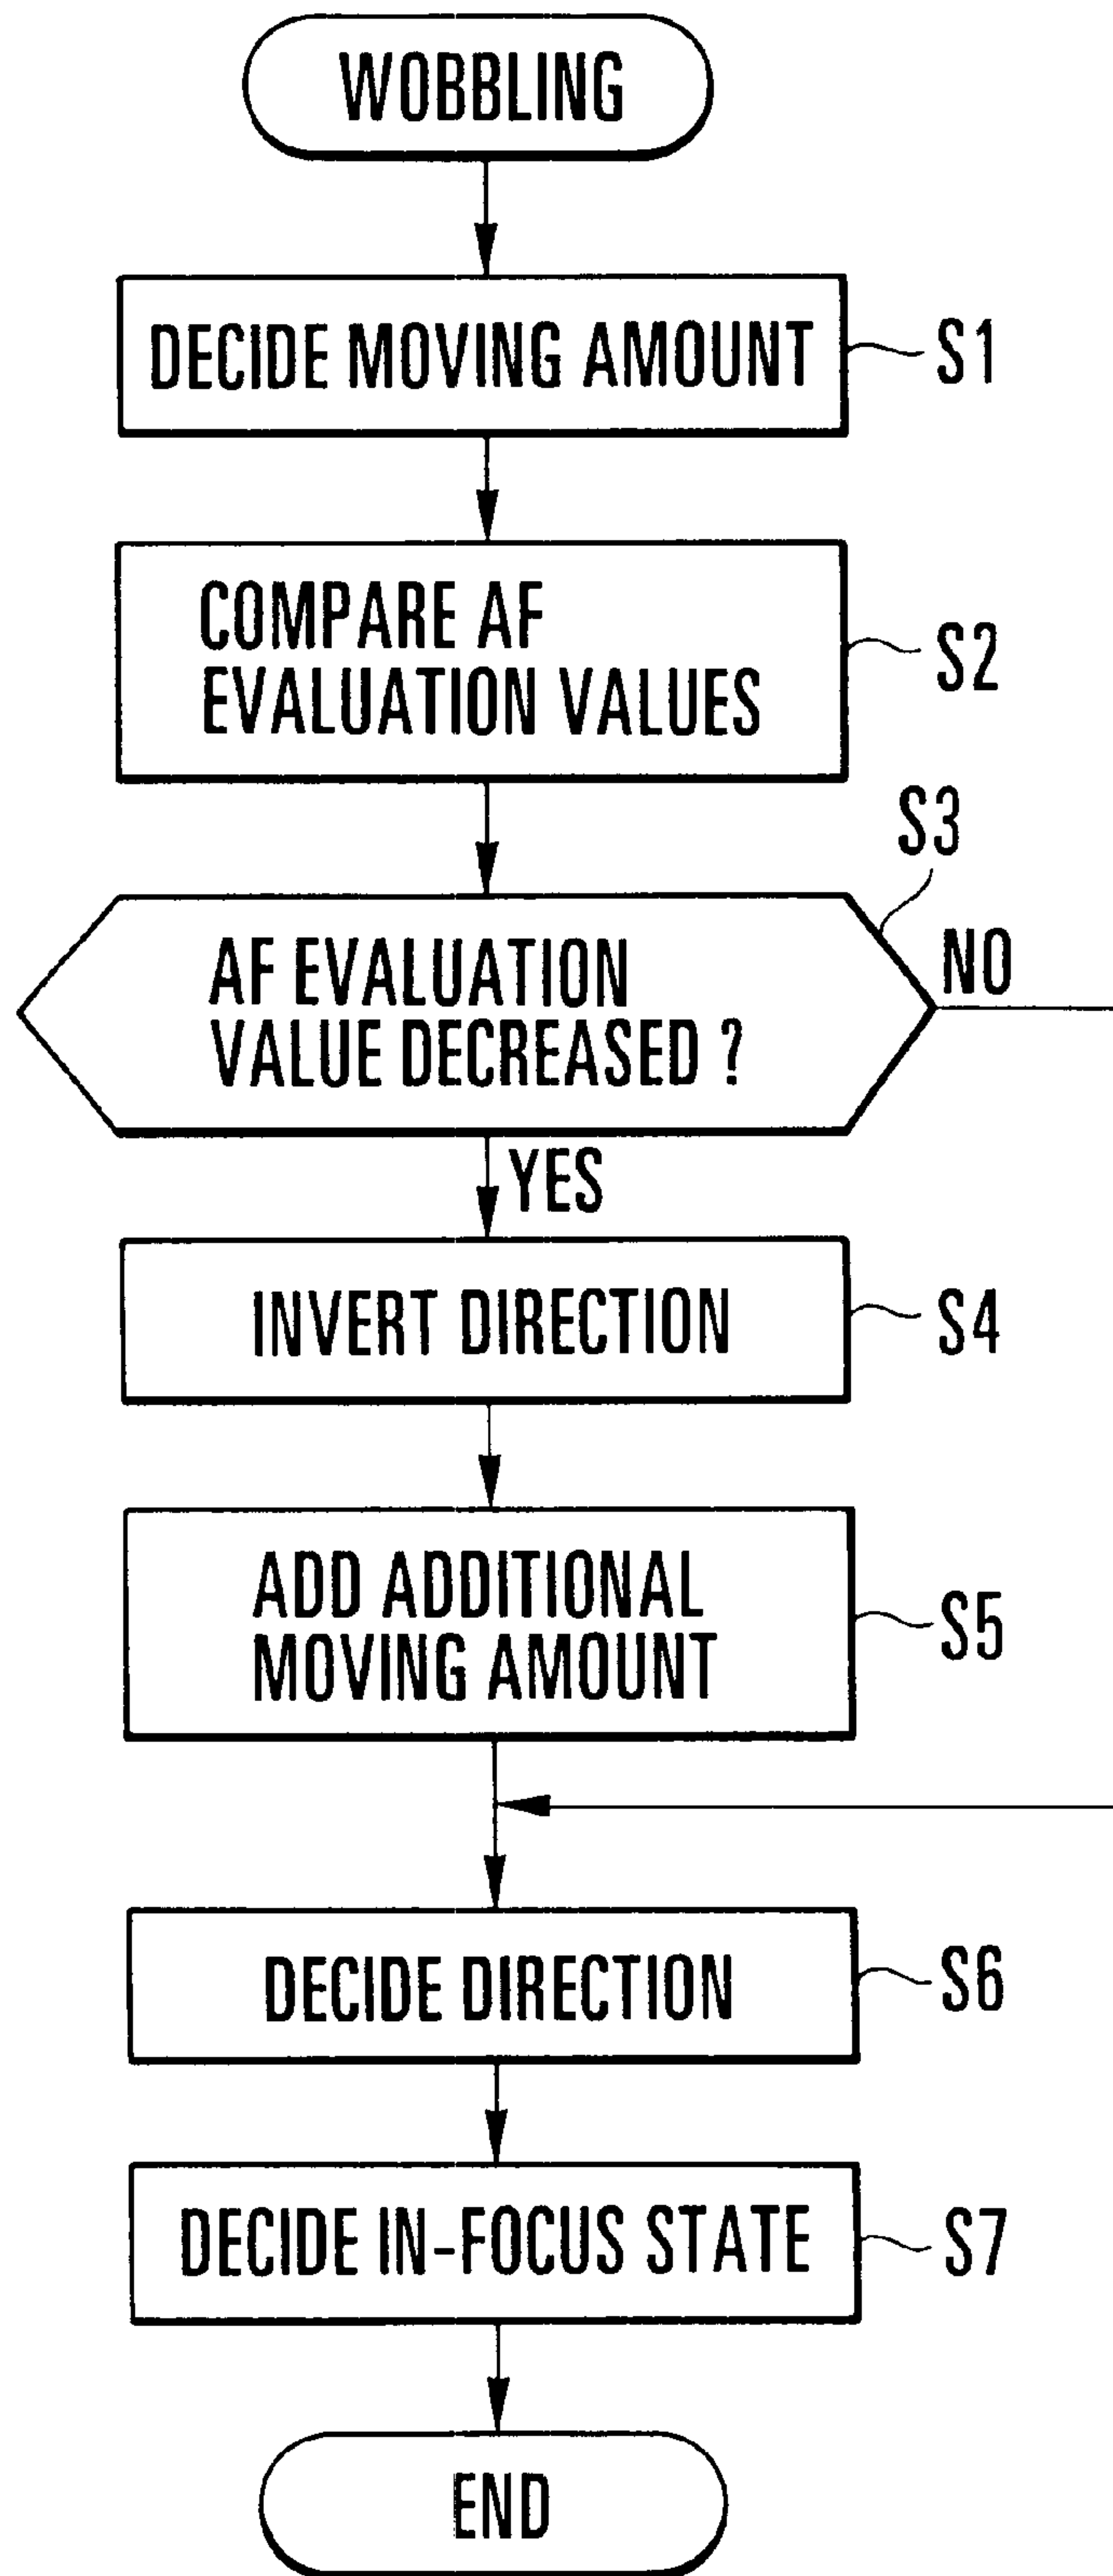 WOBBLING
DECIDE MOVING AMOUNT
S1
COMPARE AF
EVALUATION VALUES
S2
S3
AF EVALUATION
VALUE DECREASED ?
NO
YES
INVERT DIRECTION
S4
ADD ADDITIONAL
MOVING AMOUNT
S5
DECIDE DIRECTION
S6
DECIDE IN-FOCUS STATE
S7
END